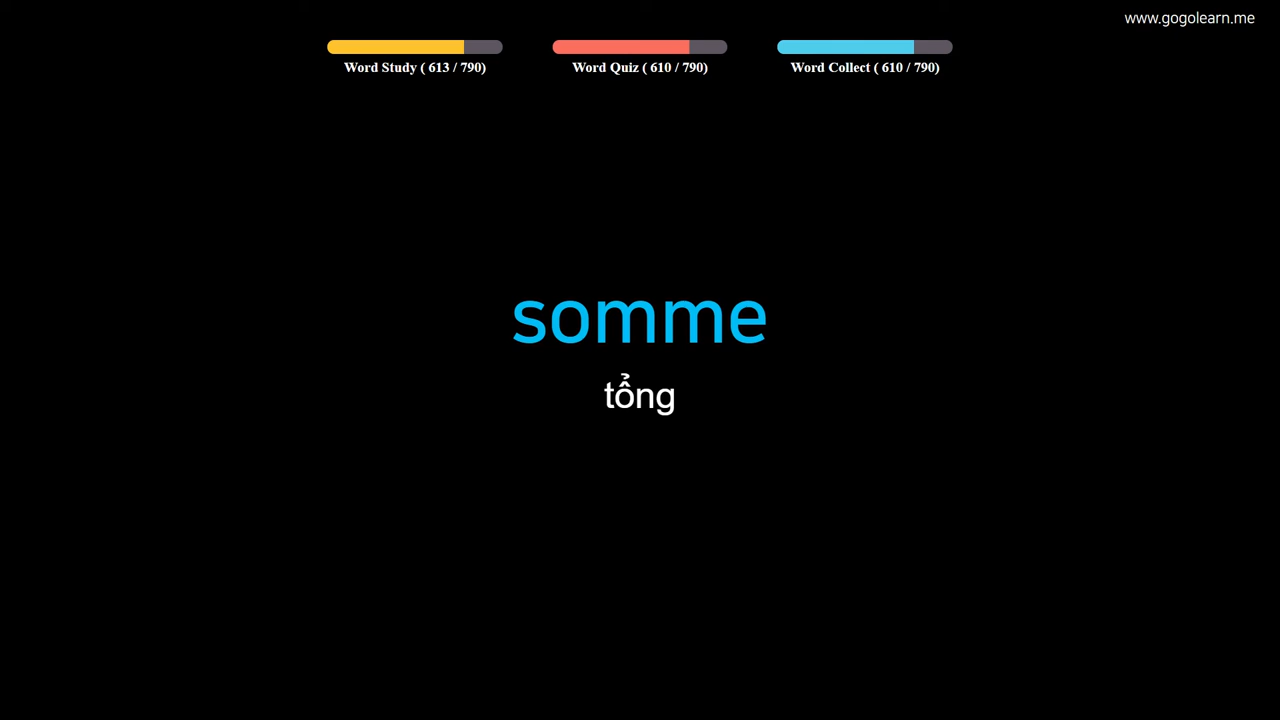 www.gogolearn.me
Word Study ( 613 / 790)
Word Quiz ( 610 / 790)
Word Collect ( 610 / 790)
somme
tổng